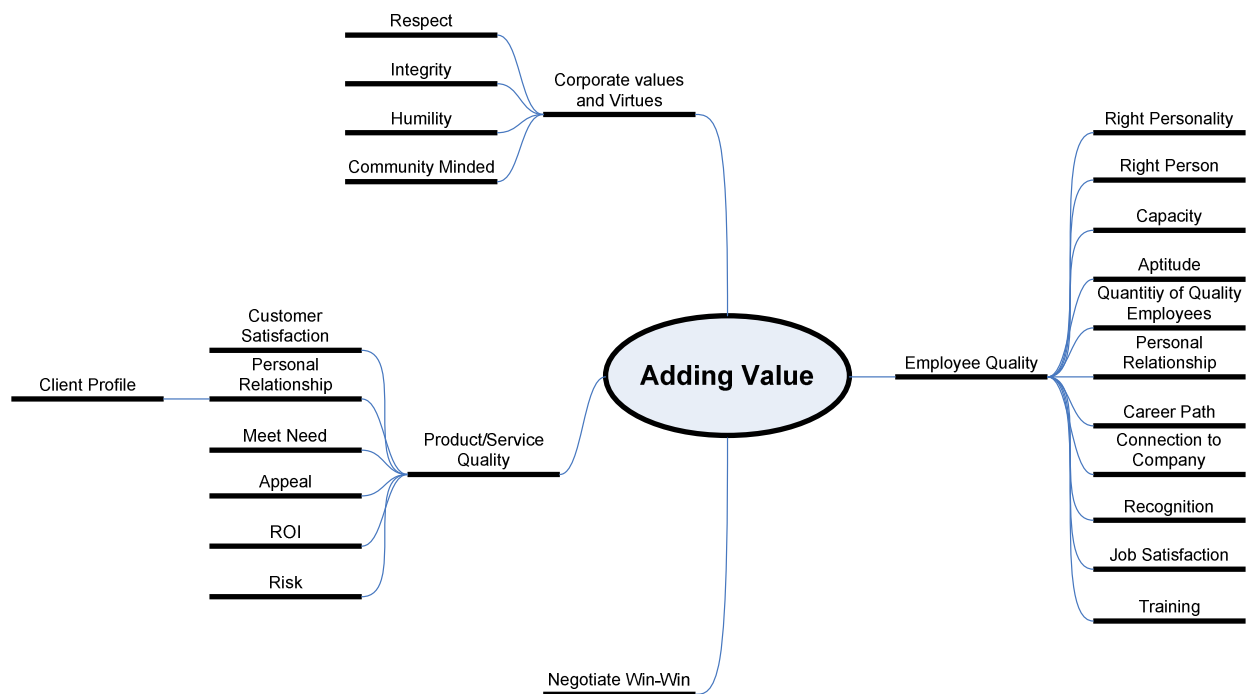 Respect
Integrity
Humility
Community Minded
Corporate values
and Virtues
Customer
Satisfaction
Personal
Relationship
Client Profile
Meet Need
Appeal
ROI
Risk
Product/Service
Quality
Adding Value
Negotiate Win-Win
Employee Quality
Right Personality
Right Person
Capacity
Aptitude
Quantitiy of Quality
Employees
Personal
Relationship
Career Path
Connection to
Company
Recognition
Job Satisfaction
Training